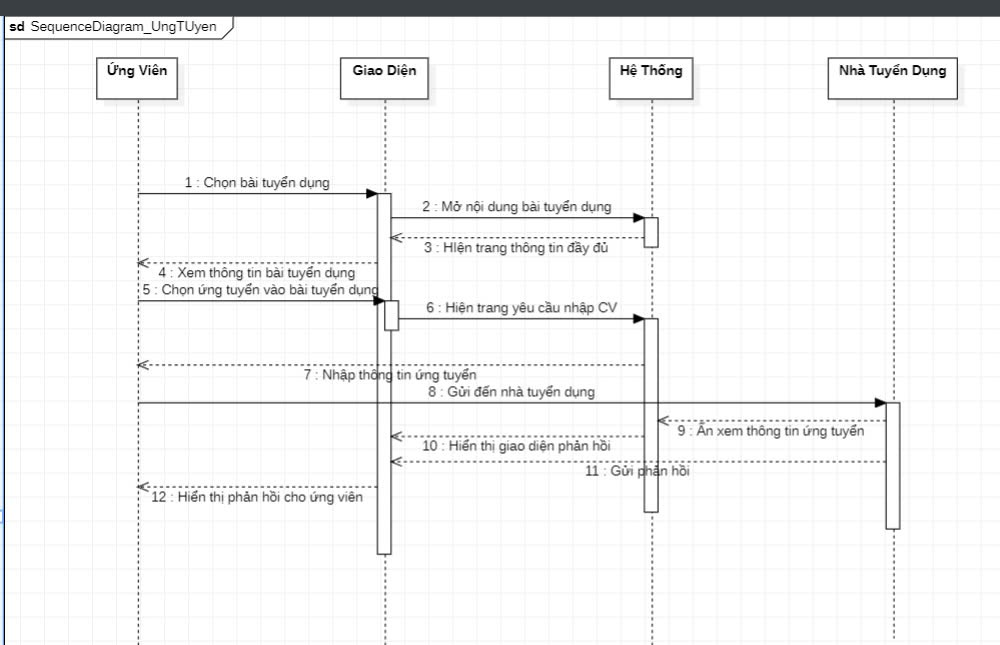 sd SequenceDiagram_UngTUyen
Ứng Viên
Giao Diện
Hệ Thống
Nhà Tuyển Dụng
1 : Chọn bài tuyển dụng
2 : Mở nội dung bài tuyển dụng
3 : HIện trang thông tin đầy đủ
4 : Xem thông tin bài tuyển dụng
5 : Chọn ứng tuyển vào bài tuyển dụng
6 : Hiện trang yêu cầu nhập CV
7 : Nhập thông tin ứng tuyển
8 : Gửi đến nhà tuyển dụng
9 : Ấn xem thông tin ứng tuyển
10 : Hiển thị giao diện phản hồi
11 : Gửi phản hồi
12 : Hiển thị phản hồi cho ứng viên